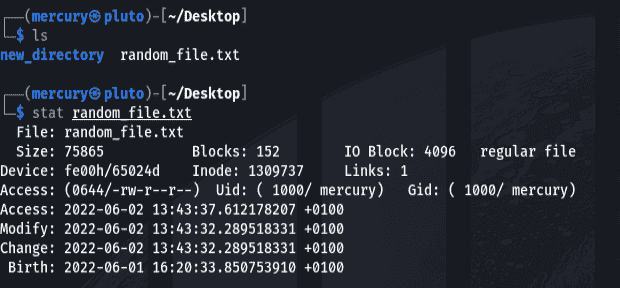 ┌──(mercury㉿pluto)-[~/Desktop]
└─$ ls
new_directory  random_file.txt
┌──(mercury㉿pluto)-[~/Desktop]
└─$ stat random_file.txt
  File: random_file.txt
  Size: 75865           Blocks: 152        IO Block: 4096   regular file
Device: fe00h/65024d    Inode: 1309737     Links: 1
Access: (0644/-rw-r--r--)  Uid: ( 1000/ mercury)   Gid: ( 1000/ mercury)
Access: 2022-06-02 13:43:37.612178207 +0100
Modify: 2022-06-02 13:43:32.289518331 +0100
Change: 2022-06-02 13:43:32.289518331 +0100
 Birth: 2022-06-01 16:20:33.850753910 +0100